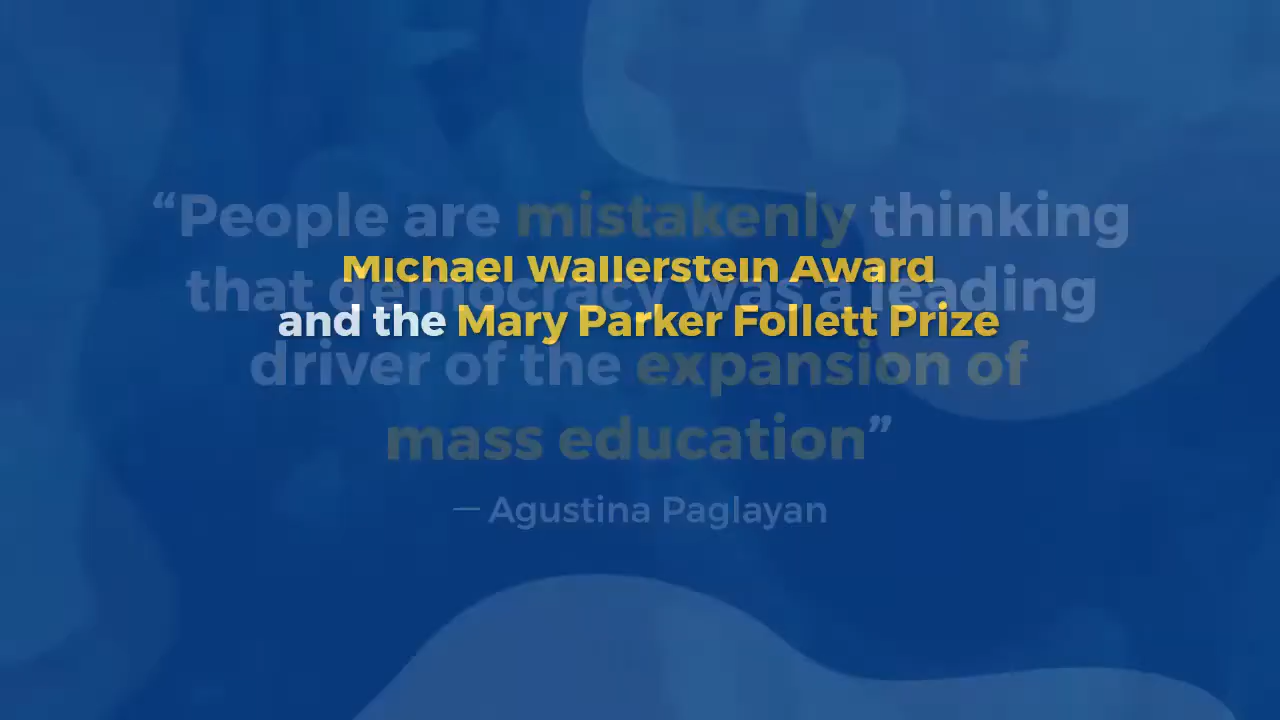 “People are mistakenly thinking
Michael Wallerstein Award
that democracy was a leading
and the Mary Parker Follett Prize
driver of the expansion of
mass education”
— Agustina Paglayan